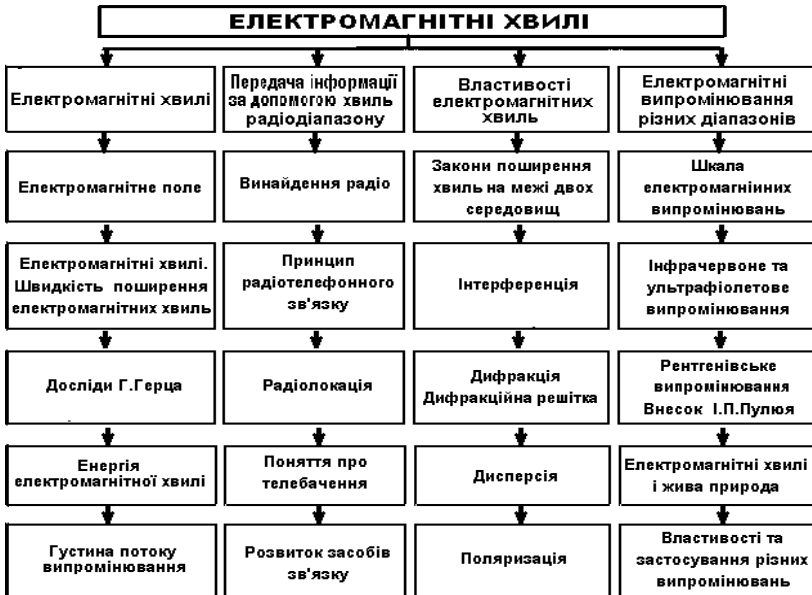 ЕЛЕКТРОМАГНІТНІ ХВИЛІ
Електромагнітні хвилі
Передача інформації
за допомогою хвиль
радіодіапазону
Властивості
електромагнітних
хвиль
Електромагнітні
випромінювання
різних діапазонів
Електромагнітне поле
Винайдення радіо
Закони поширення
хвиль на межі двох
середовищ
Шкала
електромагніиних
випромінювань
Електромагнітні хвилі.
Швидкість поширення
електромагнітних хвиль
Принцип
радіотелефонного
зв'язку
Інтерференція
Інфрачервоне та
ультрафіолетове
випромінювання
Досліди Г.Герца
Радіолокація
Дифракція
Дифракційна решітка
Рентгенівське
випромінювання
Внесок І.П.Пулюя
Енергія
електромагнітної хвилі
Поняття про
телебачення
Дисперсія
Електромагнітні хвилі
і жива природа
Густина потоку
випромінювання
Розвиток засобів
зв'язку
Поляризація
Властивості та
застосування різних
випромінювань